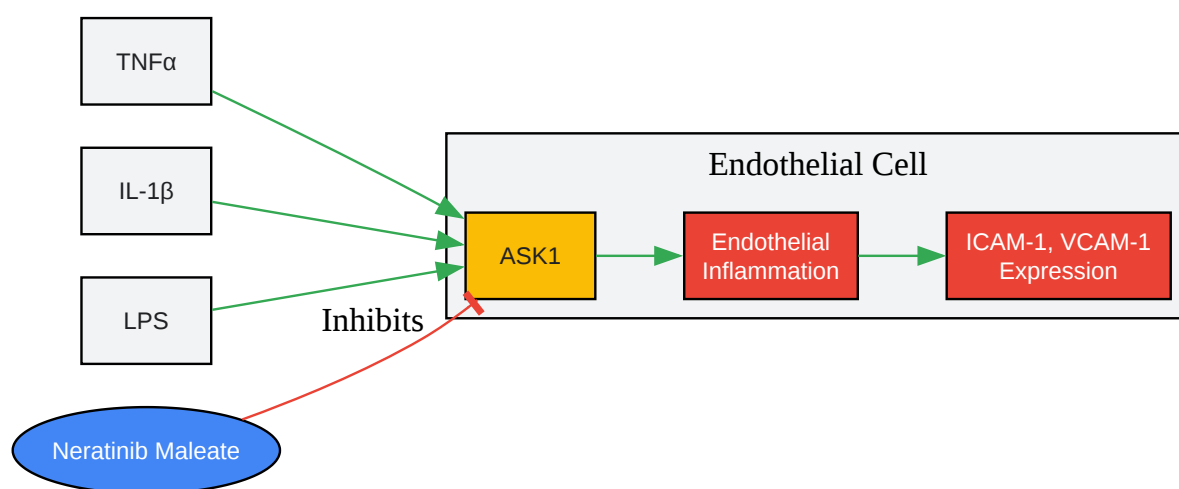 TNFα
IL-1β
LPS
Neratinib Maleate
Inhibits
Endothelial Cell
ASK1
Endothelial
Inflammation
ICAM-1, VCAM-1
Expression